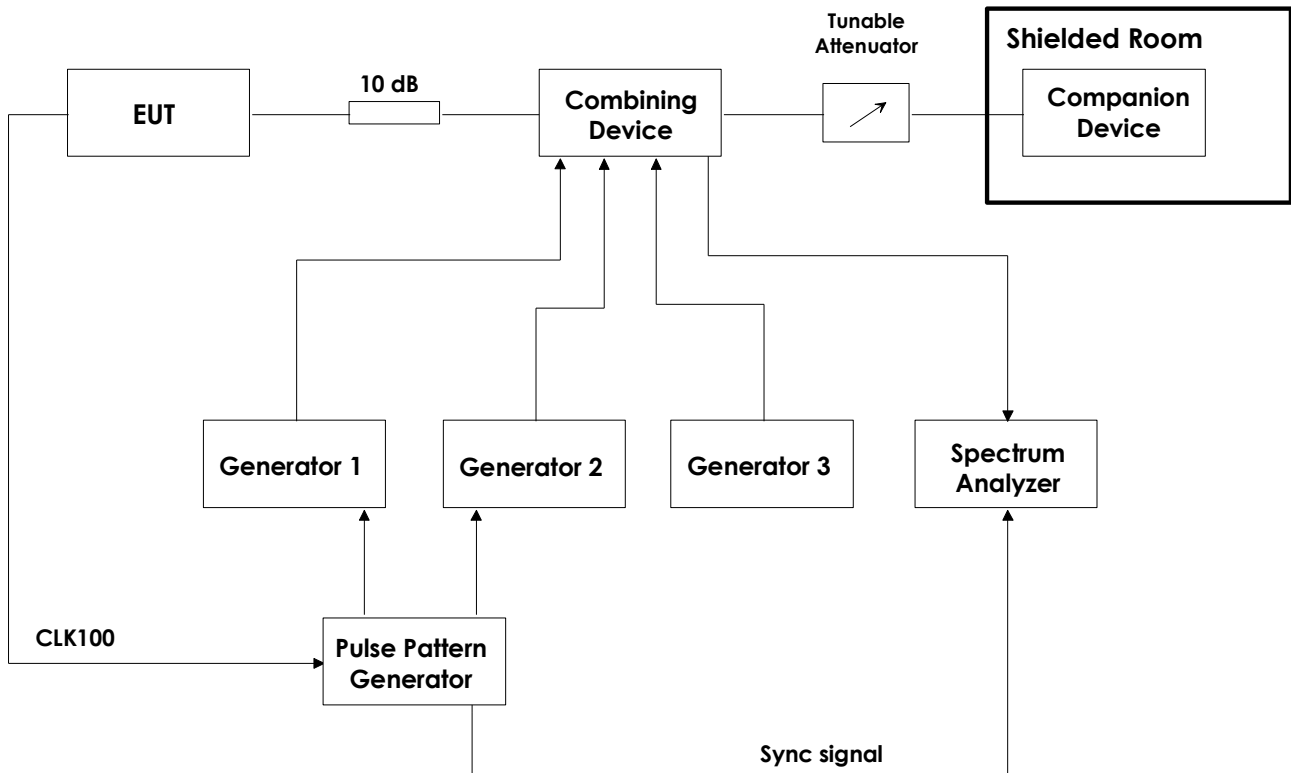 Tunable
Attenuator
Shielded Room
10 dB
EUT
Combining
Device
Companion
Device
Generator 1
Generator 2
Generator 3
Spectrum
Analyzer
CLK100
Pulse Pattern
Generator
Sync signal